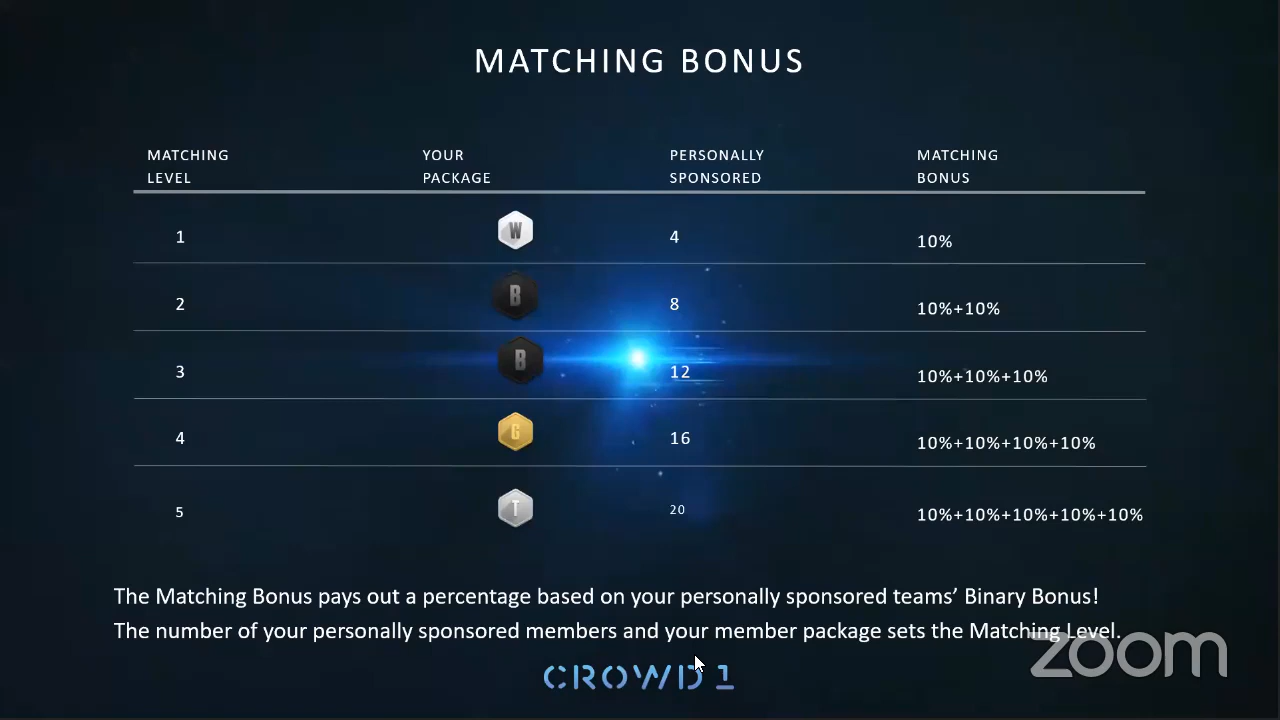 MATCHING BONUS
MATCHING LEVEL YOUR PACKAGE PERSONALLY SPONSORED MATCHING BONUS
1 W 4 10%
2 B 8 10%+10%
3 B 12 10%+10%+10%
4 G 16 10%+10%+10%+10%
5 T 20 10%+10%+10%+10%+10%
The Matching Bonus pays out a percentage based on your personally sponsored teams’ Binary Bonus!
The number of your personally sponsored members and your member package sets the Matching Level.
zoom
CROWD1